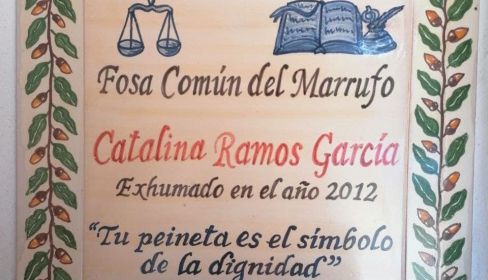 Fosa Común del Marrufo
Catalina Ramos García
Exhumado en el año 2012
"Tu peineta es el símbolo
de la dignidad"